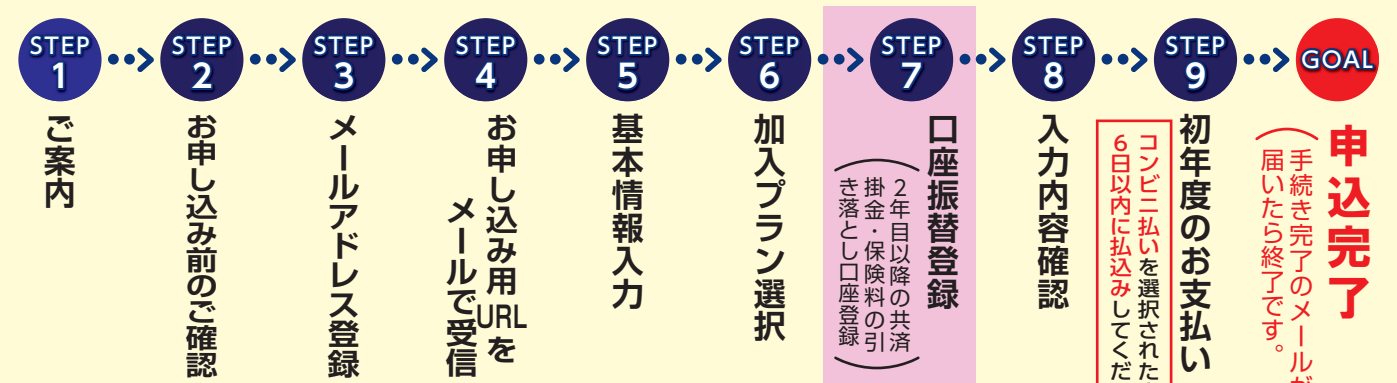 STEP
1
ご案内
STEP
2
お申し込み前のご確認
STEP
3
メールアドレス登録
STEP
4
お申し込み用URLを
メールで受信
STEP
5
基本情報入力
STEP
6
加入プラン選択
STEP
7
口座振替登録
(2年目以降の共済
掛金・保険料の引
き落とし口座登録)
STEP
8
入力内容確認
STEP
9
初年度のお支払い
コンビニ払いを選択された
6日以内に払込みしてくだ
GOAL
申込完了
(手続き完了のメールが
届いたら終了です。